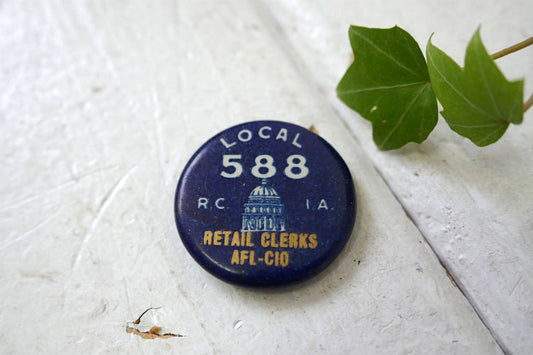 LOCAL
588
R.C. I.A.
RETAIL CLERKS
AFL-CIO